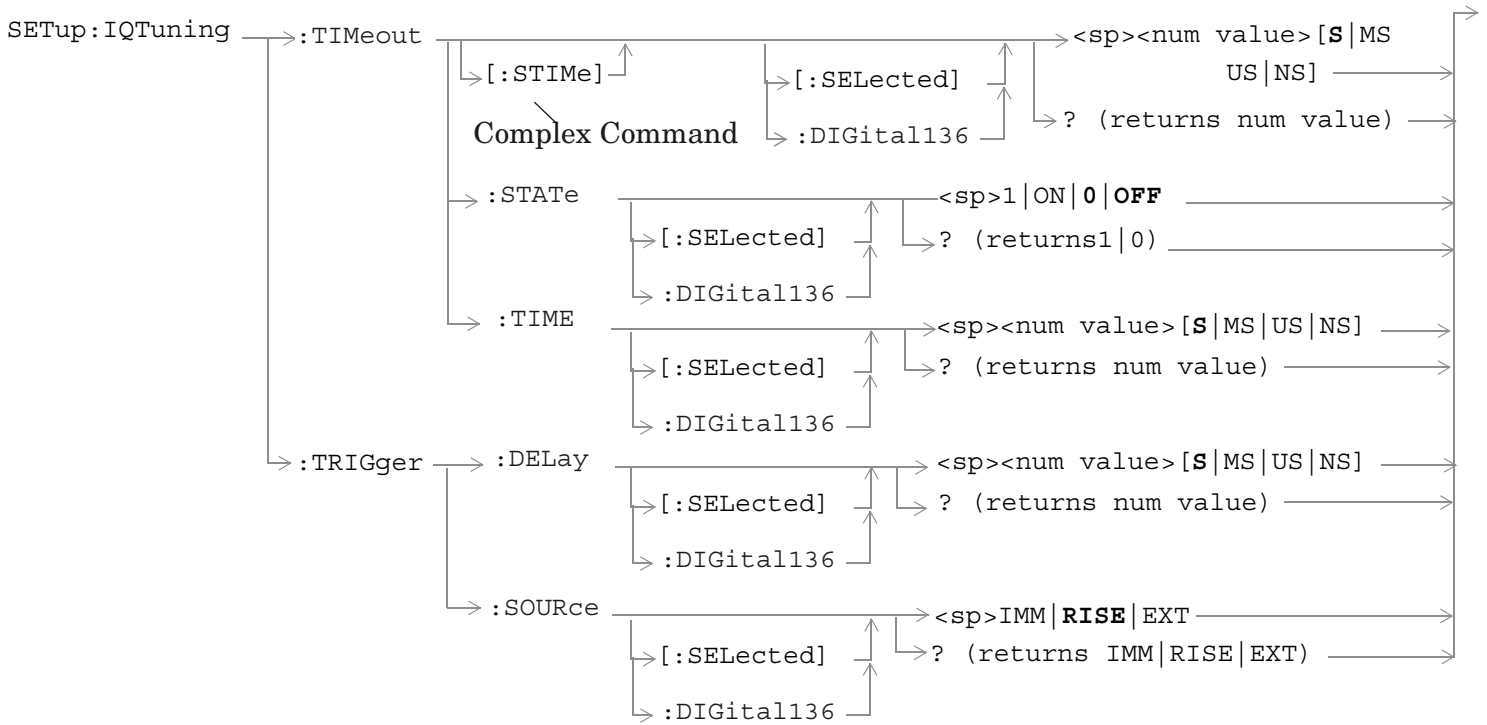 SETup:IQTuning :TIMeout <sp><num value>[S|MS
[:STIMe] [:SELected] US|NS]
Complex Command :DIGital136 ? (returns num value)
:STATe <sp>1|ON|0|OFF
[:SELected] ? (returns1|0)
:DIGital136
:TIME <sp><num value>[S|MS|US|NS]
[:SELected] ? (returns num value)
:DIGital136
:TRIGger :DELay <sp><num value>[S|MS|US|NS]
[:SELected] ? (returns num value)
:DIGital136
:SOURce <sp>IMM|RISE|EXT
[:SELected] ? (returns IMM|RISE|EXT)
:DIGital136